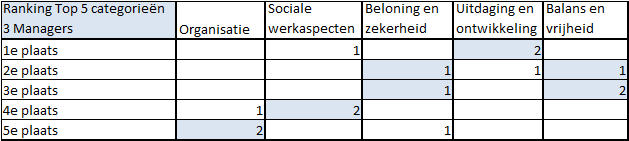 Ranking Top 5 categorieën
3 Managers
Organisatie
Sociale
werkaspecten
Beloning en
zekerheid
Uitdaging en
ontwikkeling
Balans en
vrijheid
1e plaats 1 2
2e plaats 1 1 1
3e plaats 1 2
4e plaats 1 2
5e plaats 2 1